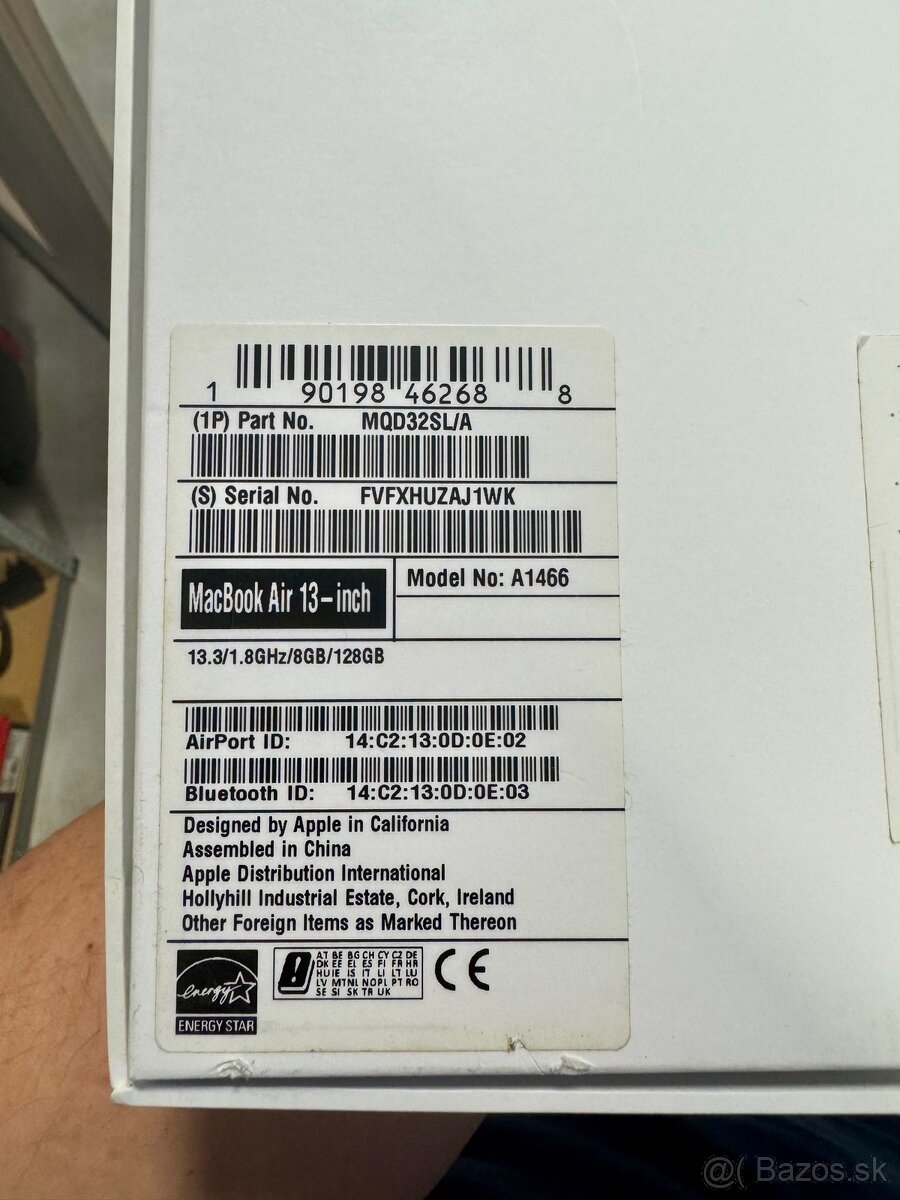 1 90198 46268 8
(1P) Part No. MQD32SL/A
(S) Serial No. FVFXHUZAJ1WK
MacBook Air 13-inch
Model No: A1466
13.3/1.8GHz/8GB/128GB
AirPort ID: 14:C2:13:0D:0E:02
Bluetooth ID: 14:C2:13:0D:0E:03
Designed by Apple in California
Assembled in China
Apple Distribution International
Hollyhill Industrial Estate, Cork, Ireland
Other Foreign Items as Marked Thereon
energy
ENERGY STAR
AT BE BG CH CY CZ DE
DK EE EL ES FI FR HR
HU IE IS IT LI LT LU
LV MT NL NO PL PT RO
SE SI SK TR UK
CE
@( Bazos.sk